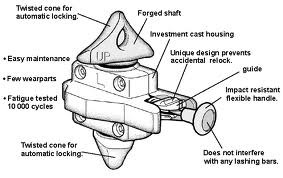 Twisted cone for
automatic locking.
Forged shaft
Investment cast housing
Unique design prevents
accidental relock.
guide
• Easy maintenance
UP
• Few wearparts
Impact resistant
flexible handle.
• Fatigue tested
10 000 cycles
Does not interfere
with any lashing bars.
Twisted cone for
automatic locking.